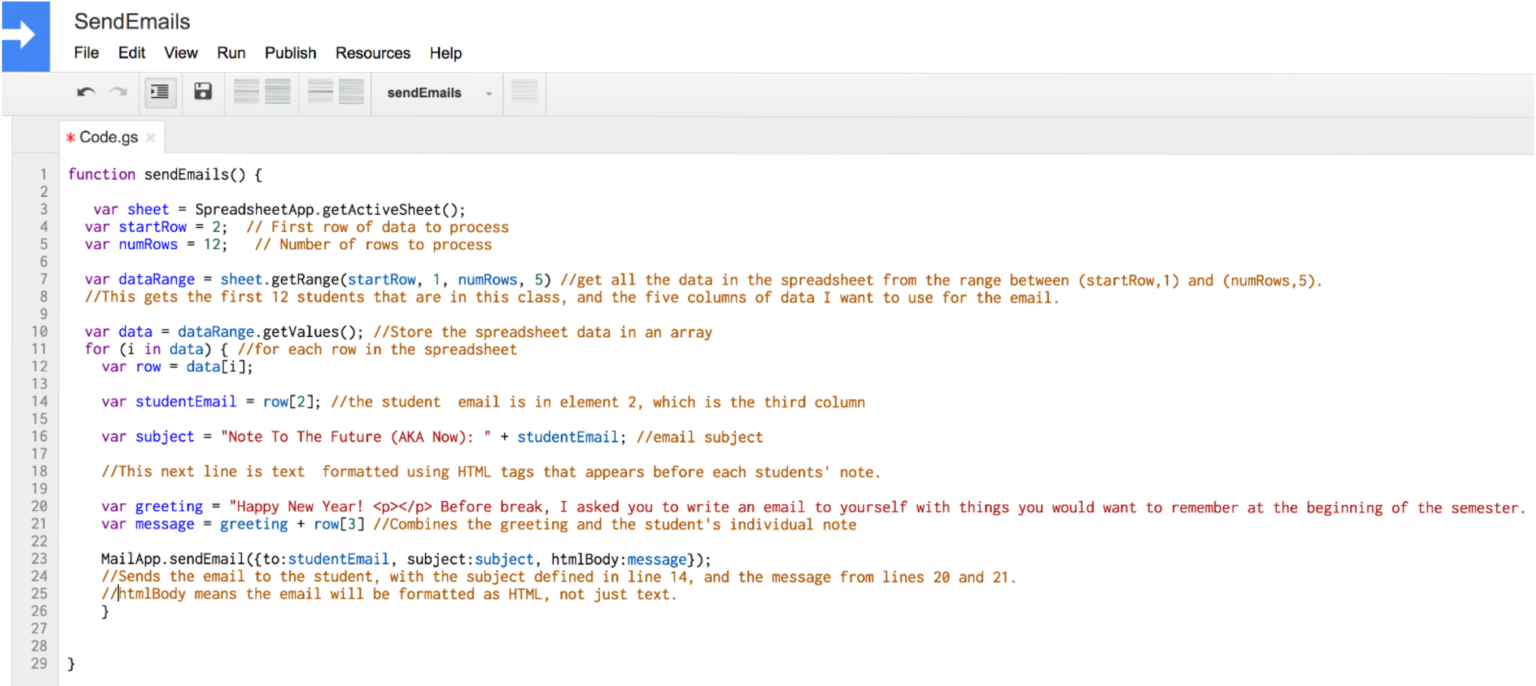 SendEmails
File Edit View Run Publish Resources Help
sendEmails
* Code.gs ×
1 function sendEmails() {
2
3 var sheet = SpreadsheetApp.getActiveSheet();
4 var startRow = 2; // First row of data to process
5 var numRows = 12; // Number of rows to process
6
7 var dataRange = sheet.getRange(startRow, 1, numRows, 5) //get all the data in the spreadsheet from the range between (startRow,1) and (numRows,5).
8 //This gets the first 12 students that are in this class, and the five columns of data I want to use for the email.
9
10 var data = dataRange.getValues(); //Store the spreadsheet data in an array
11 for (i in data) { //for each row in the spreadsheet
12 var row = data[i];
13
14 var studentEmail = row[2]; //the student  email is in element 2, which is the third column
15
16 var subject = "Note To The Future (AKA Now): " + studentEmail; //email subject
17
18 //This next line is text  formatted using HTML tags that appears before each students' note.
19
20 var greeting = "Happy New Year! <p></p> Before break, I asked you to write an email to yourself with things you would want to remember at the beginning of the semester.
21 var message = greeting + row[3] //Combines the greeting and the student's individual note
22
23 MailApp.sendEmail({to:studentEmail, subject:subject, htmlBody:message});
24 //Sends the email to the student, with the subject defined in line 14, and the message from lines 20 and 21.
25 //htmlBody means the email will be formatted as HTML, not just text.
26 }
27
28
29 }